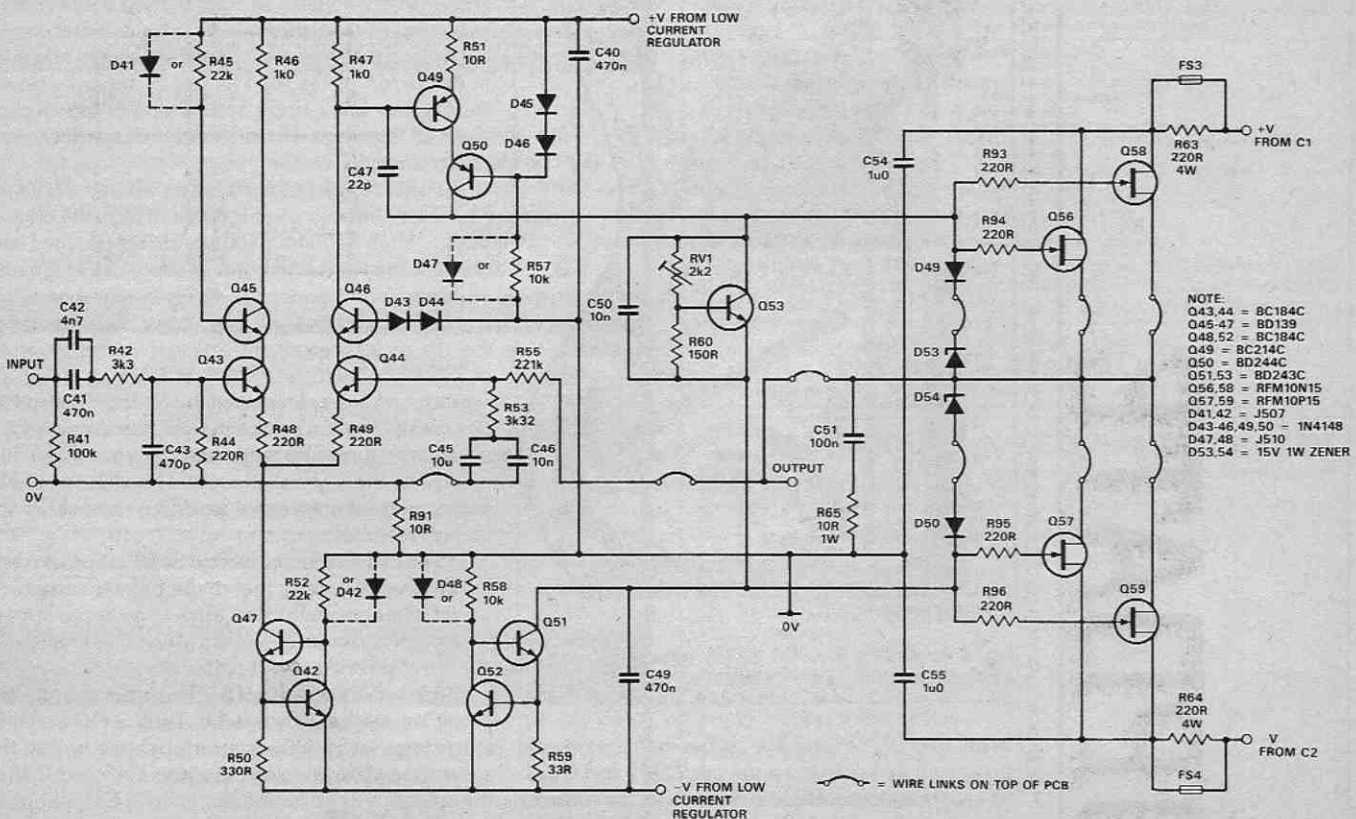 +V FROM LOW
CURRENT
REGULATOR
D41
or
R45
22k
R46
1k0
R47
1k0
R51
10R
Q49
C40
470n
D45
D46
Q50
C47
22p
FS3
R63
220R
4W
+V
FROM C1
C54
1u0
R93
220R
Q58
R94
220R
Q56
D47
or
R57
10k
RV1
2k2
Q53
C50
10n
R60
150R
D49
D53
D54
NOTE:
Q43,44 = BC184C
Q45-47 = BD139
Q48,52 = BC184C
Q49 = BC214C
Q50 = BD244C
Q51,53 = BD243C
Q56,58 = RFM10N15
Q57,59 = RFM10P15
D41,42 = J507
D43-46,49,50 = 1N4148
D47,48 = J510
D53,54 = 15V 1W ZENER
Q45
Q46
D43
D44
C42
4n7
INPUT
C41
470n
R42
3k3
Q43
Q44
R55
221k
R53
3k32
R41
100k
C43
470p
R44
220R
R48
220R
R49
220R
C45
10u
C46
10n
C51
100n
OUTPUT
0V
R91
10R
R65
10R
1W
D50
R95
220R
Q57
R96
220R
Q59
R52
22k
or
D42
D48
or
R58
10k
0V
Q47
Q51
Q42
Q52
C49
470n
C55
1u0
R64
220R
4W
R50
330R
R59
33R
-V
FROM C2
FS4
-V FROM LOW
CURRENT
REGULATOR
= WIRE LINKS ON TOP OF PCB